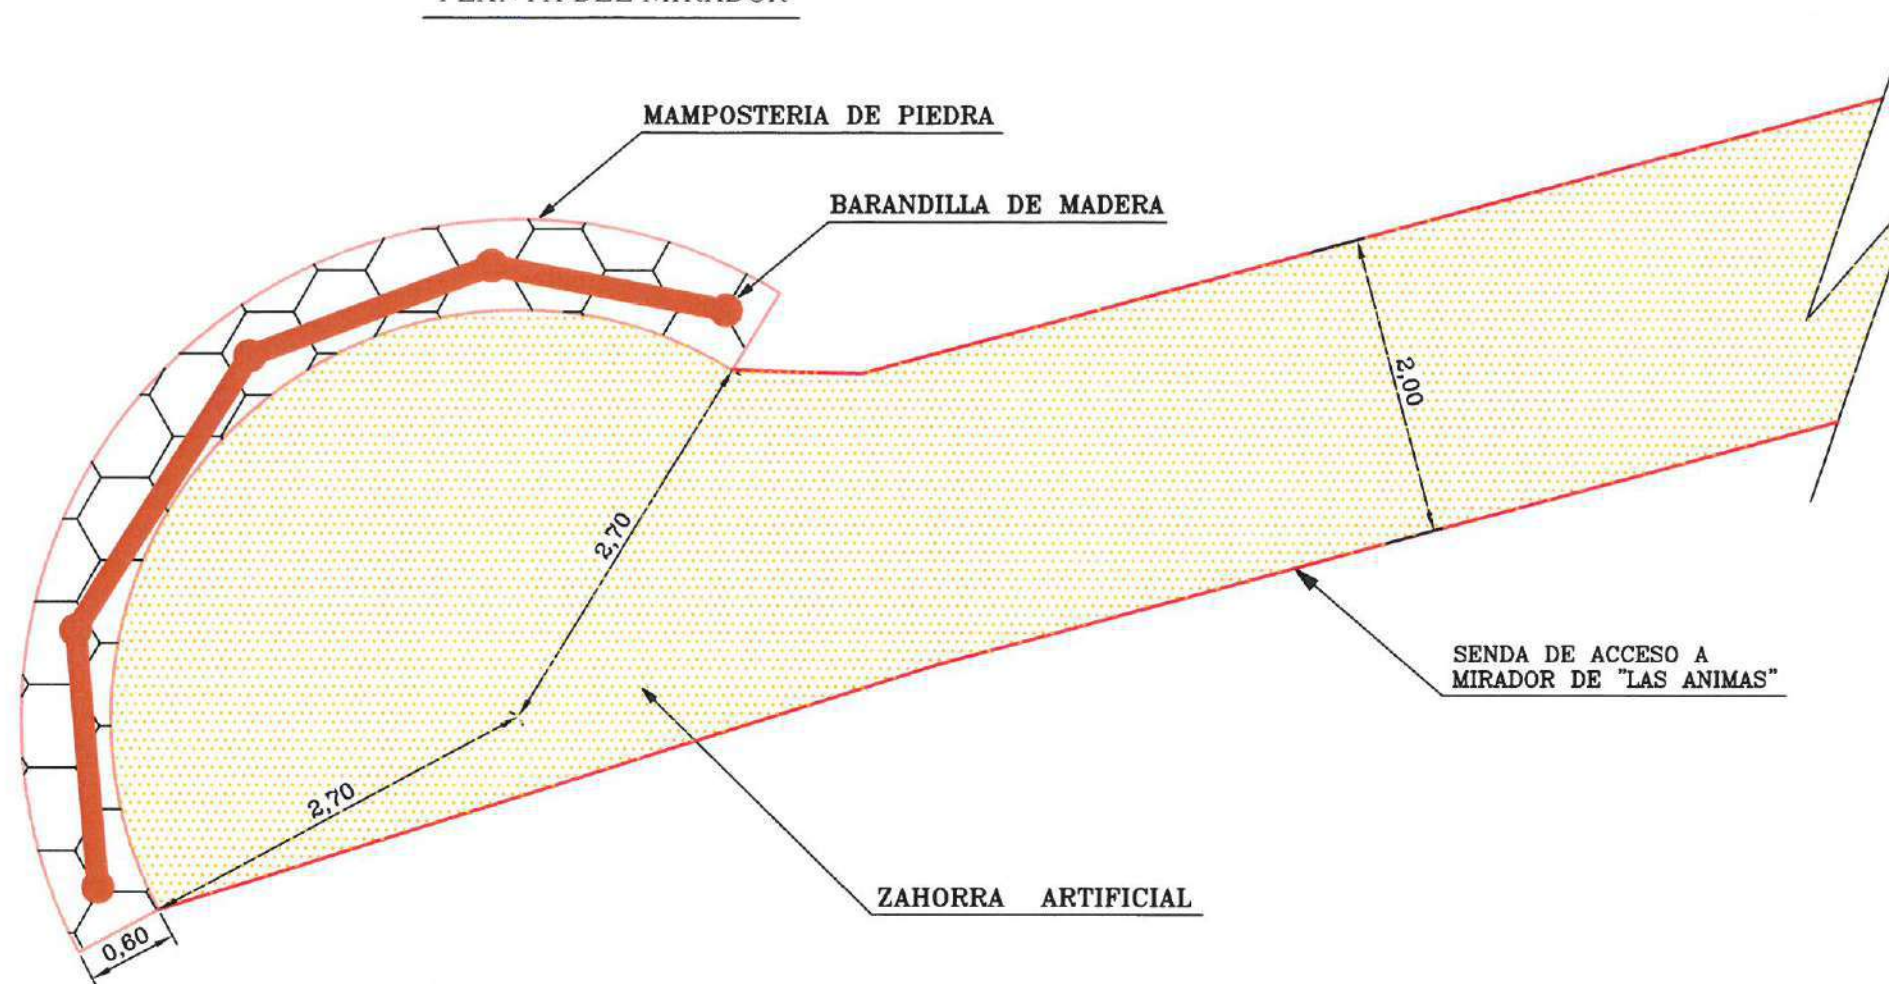 MAMPOSTERIA DE PIEDRA
BARANDILLA DE MADERA
2,00
2,70
SENDA DE ACCESO A
MIRADOR DE "LAS ANIMAS"
2,70
ZAHORRA ARTIFICIAL
0,60